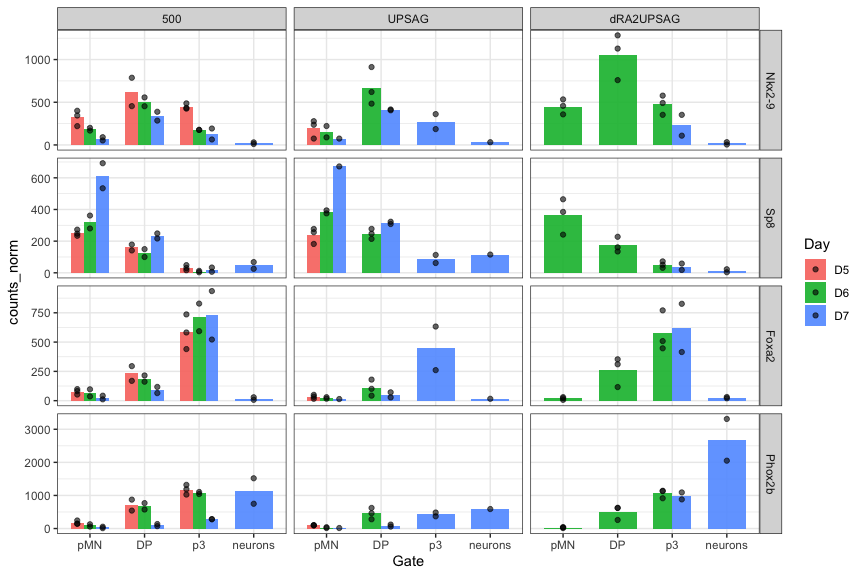 500 UPSAG dRA2UPSAG
1000
500
0
Nkx2-9
600
400
200
0
Sp8
750
500
250
0
Foxa2
3000
2000
1000
0
Phox2b
counts_norm
pMN DP p3 neurons pMN DP p3 neurons pMN DP p3 neurons
Gate
Day
D5
D6
D7